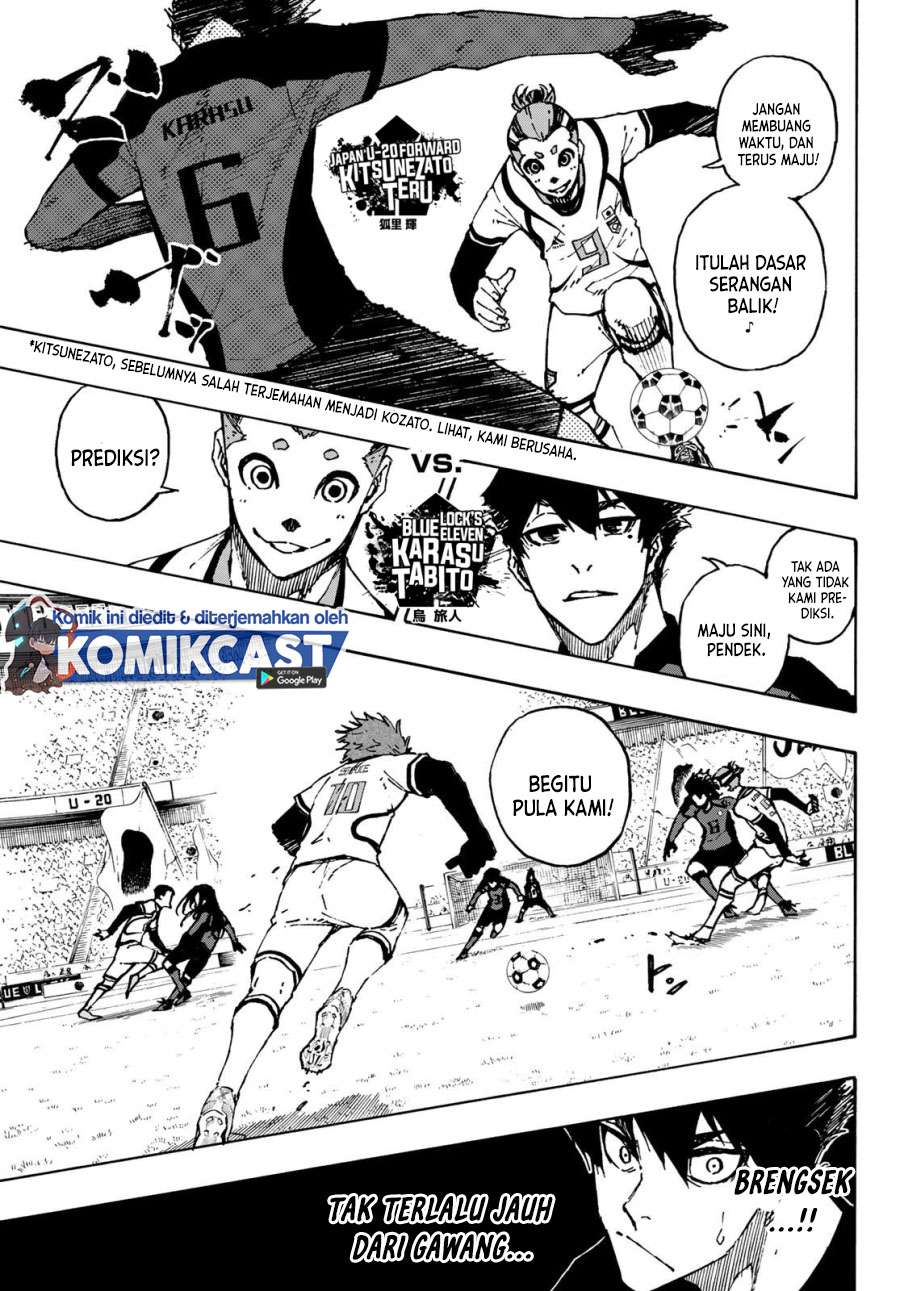 JANGAN
MEMBUANG
WAKTU, DAN
TERUS MAJU!
ITULAH DASAR
SERANGAN
BALIK!
♪
KARASU
6
JAPAN U-20 FORWARD
KITSUNEZATO
TERU
狐里 輝
9
*KITSUNEZATO, SEBELUMNYA SALAH TERJEMAHAN MENJADI KOZATO. LIHAT, KAMI BERUSAHA.
PREDIKSI?
VS.
BLUE LOCK'S
ELEVEN
KARASU
TABITO
烏 旅人
TAK ADA
YANG TIDAK
KAMI PRE-
DIKSI.
MAJU SINI,
PENDEK.
Komik ini diedit & diterjemahkan oleh
KOMIKCAST
GET IT ON
Google Play
U-20
10
BEGITU
PULA KAMI!
ト
BRENGSEK
...!!
TAK TERLALU JAUH
DARI GAWANG...